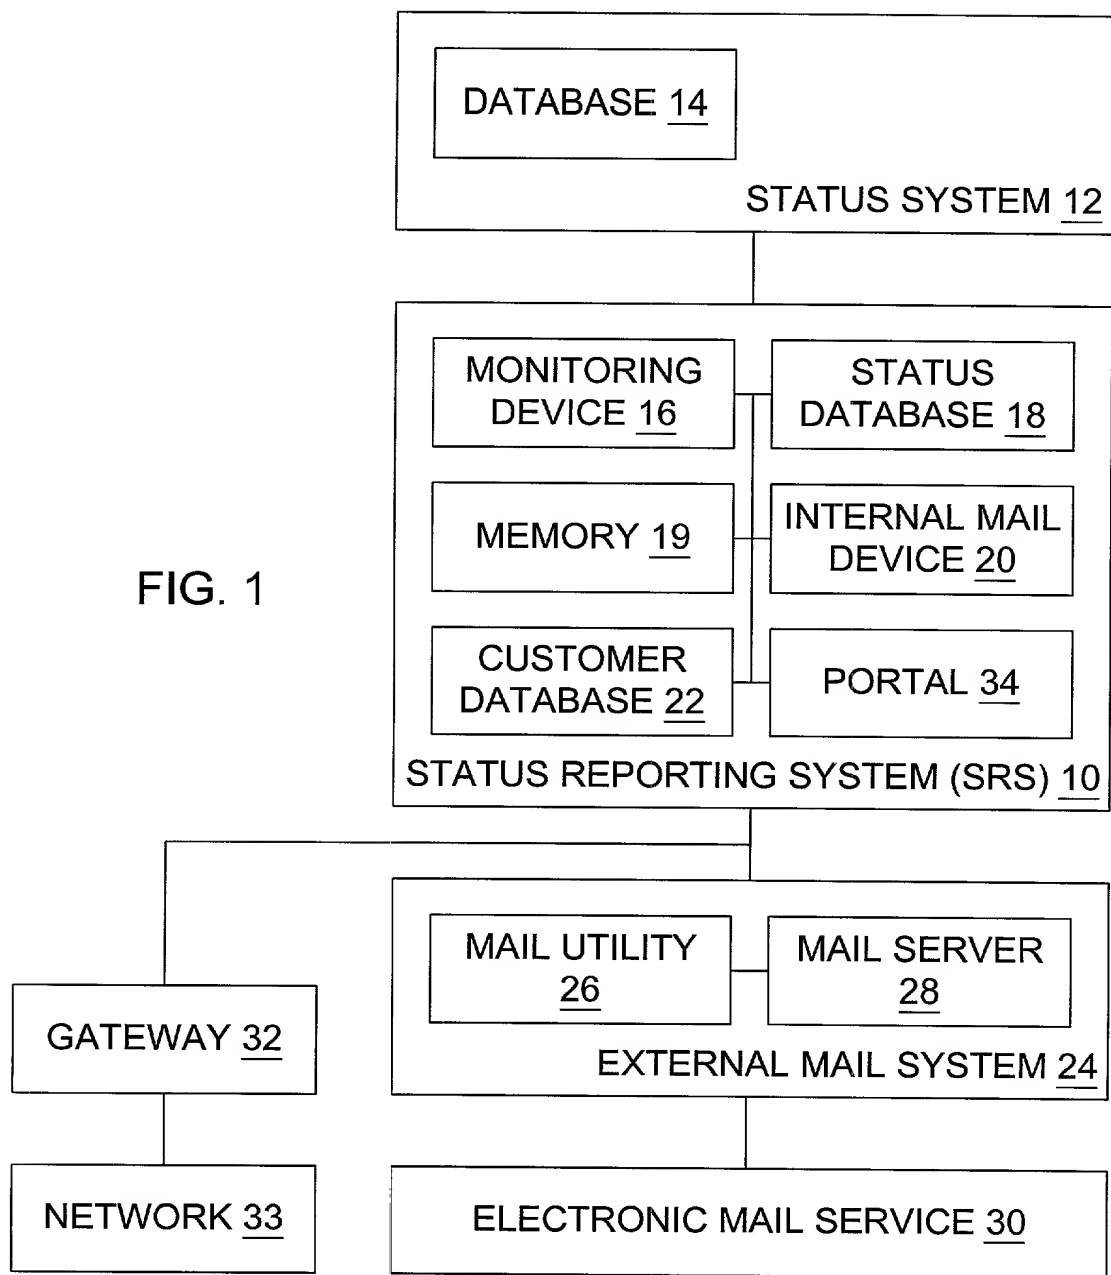 DATABASE 14
STATUS SYSTEM 12
MONITORING
DEVICE 16
STATUS
DATABASE 18
MEMORY 19
INTERNAL MAIL
DEVICE 20
FIG. 1
CUSTOMER
DATABASE 22
PORTAL 34
STATUS REPORTING SYSTEM (SRS) 10
MAIL UTILITY
26
MAIL SERVER
28
GATEWAY 32
EXTERNAL MAIL SYSTEM 24
NETWORK 33
ELECTRONIC MAIL SERVICE 30